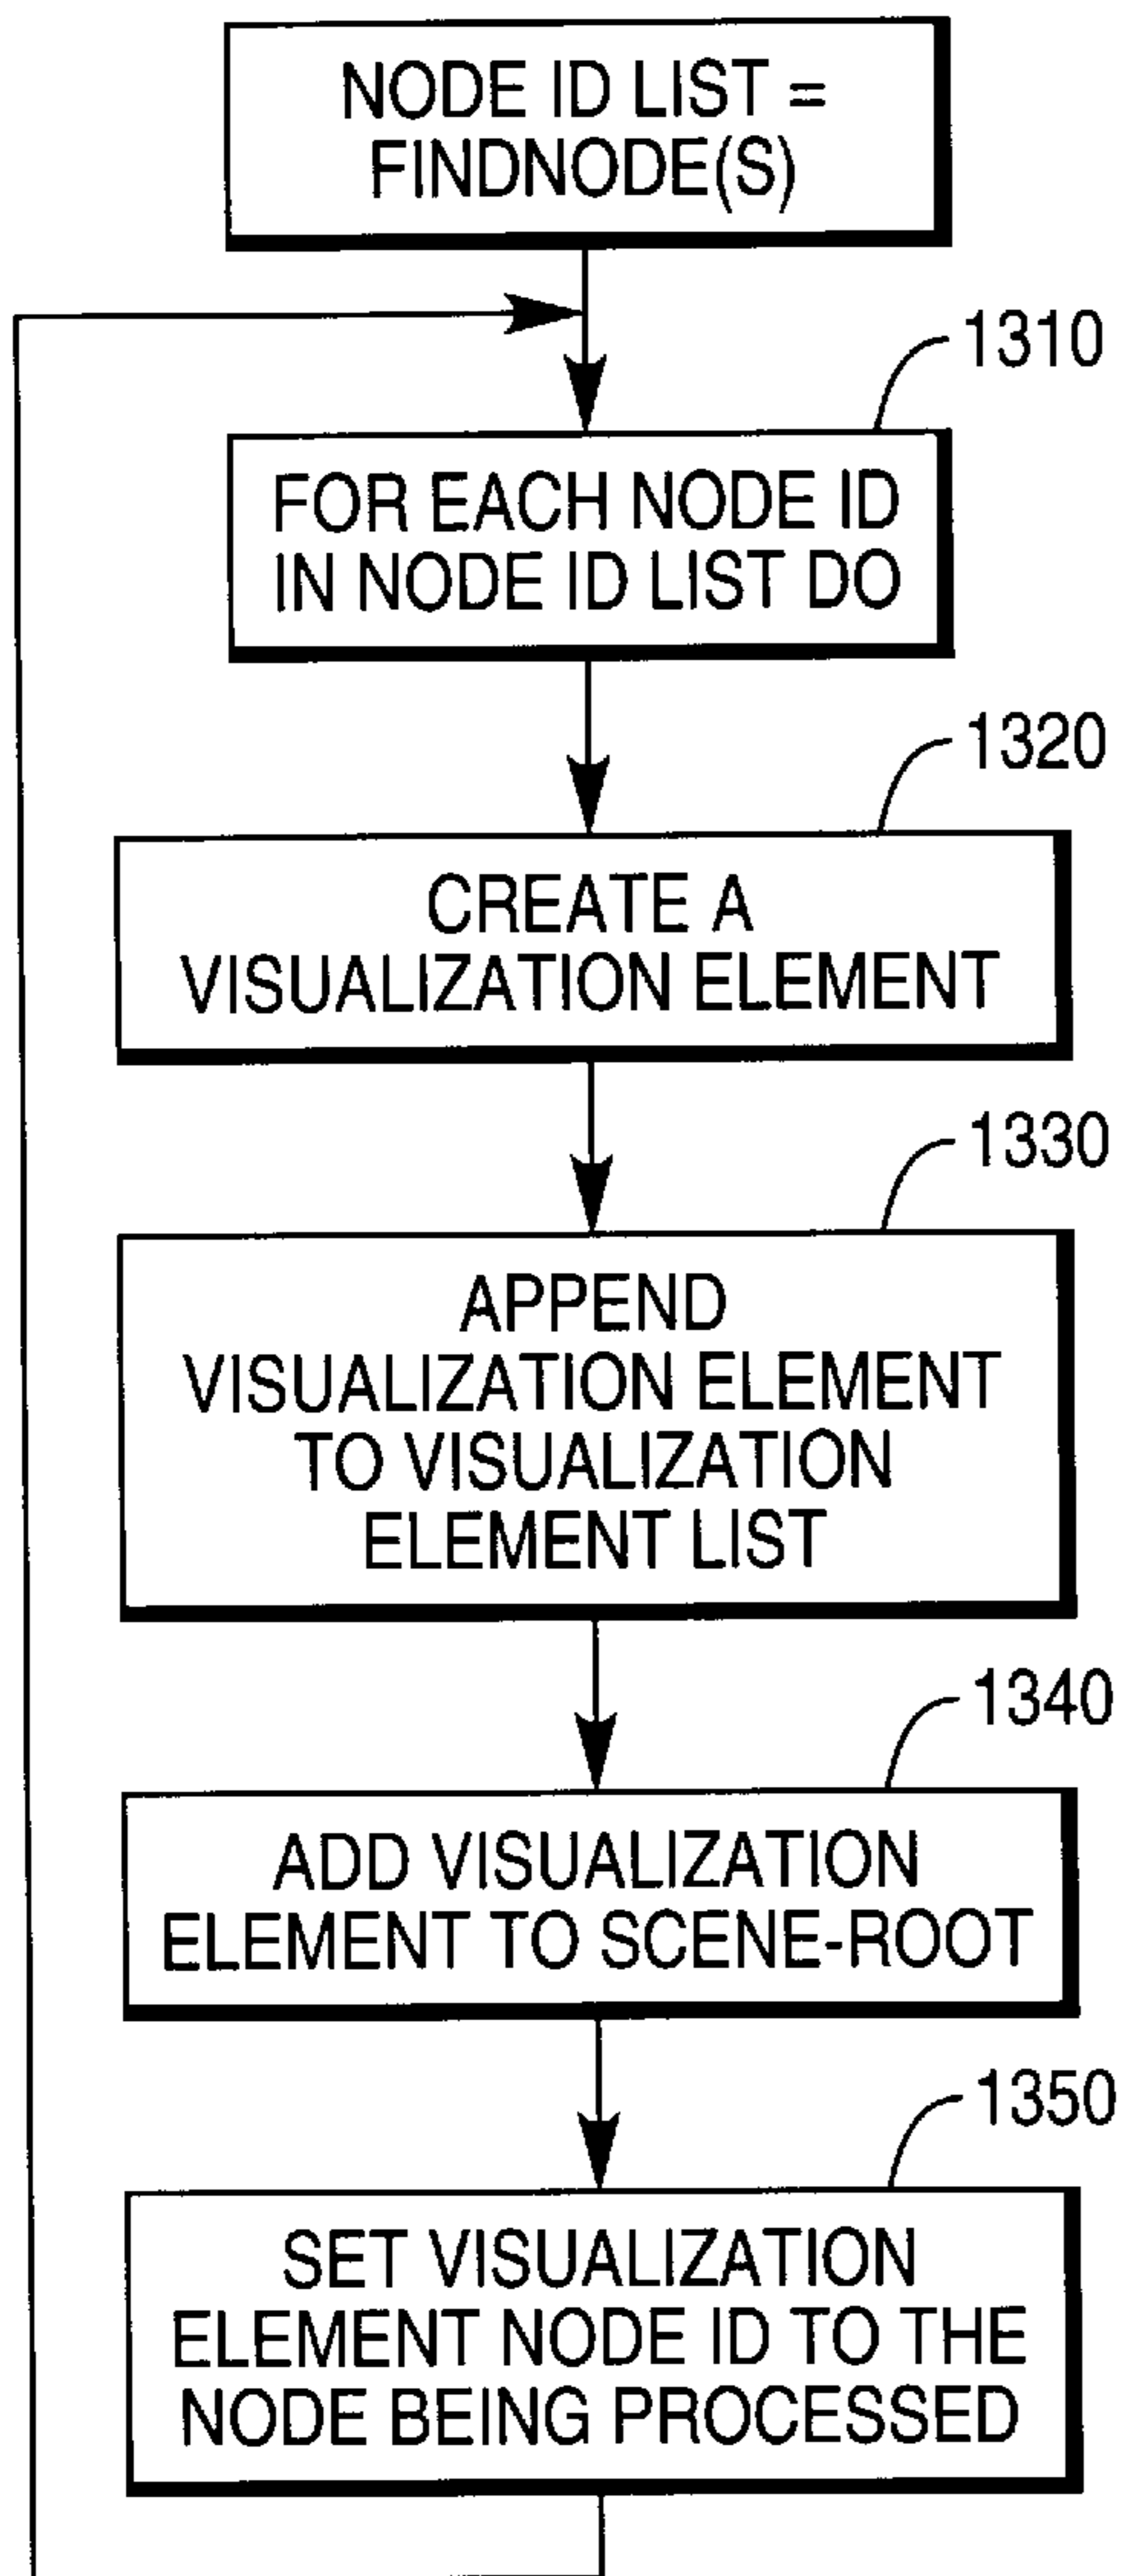 NODE ID LIST =
FINDNODE(S)
1310
FOR EACH NODE ID
IN NODE ID LIST DO
1320
CREATE A
VISUALIZATION ELEMENT
1330
APPEND
VISUALIZATION ELEMENT
TO VISUALIZATION
ELEMENT LIST
1340
ADD VISUALIZATION
ELEMENT TO SCENE-ROOT
1350
SET VISUALIZATION
ELEMENT NODE ID TO THE
NODE BEING PROCESSED